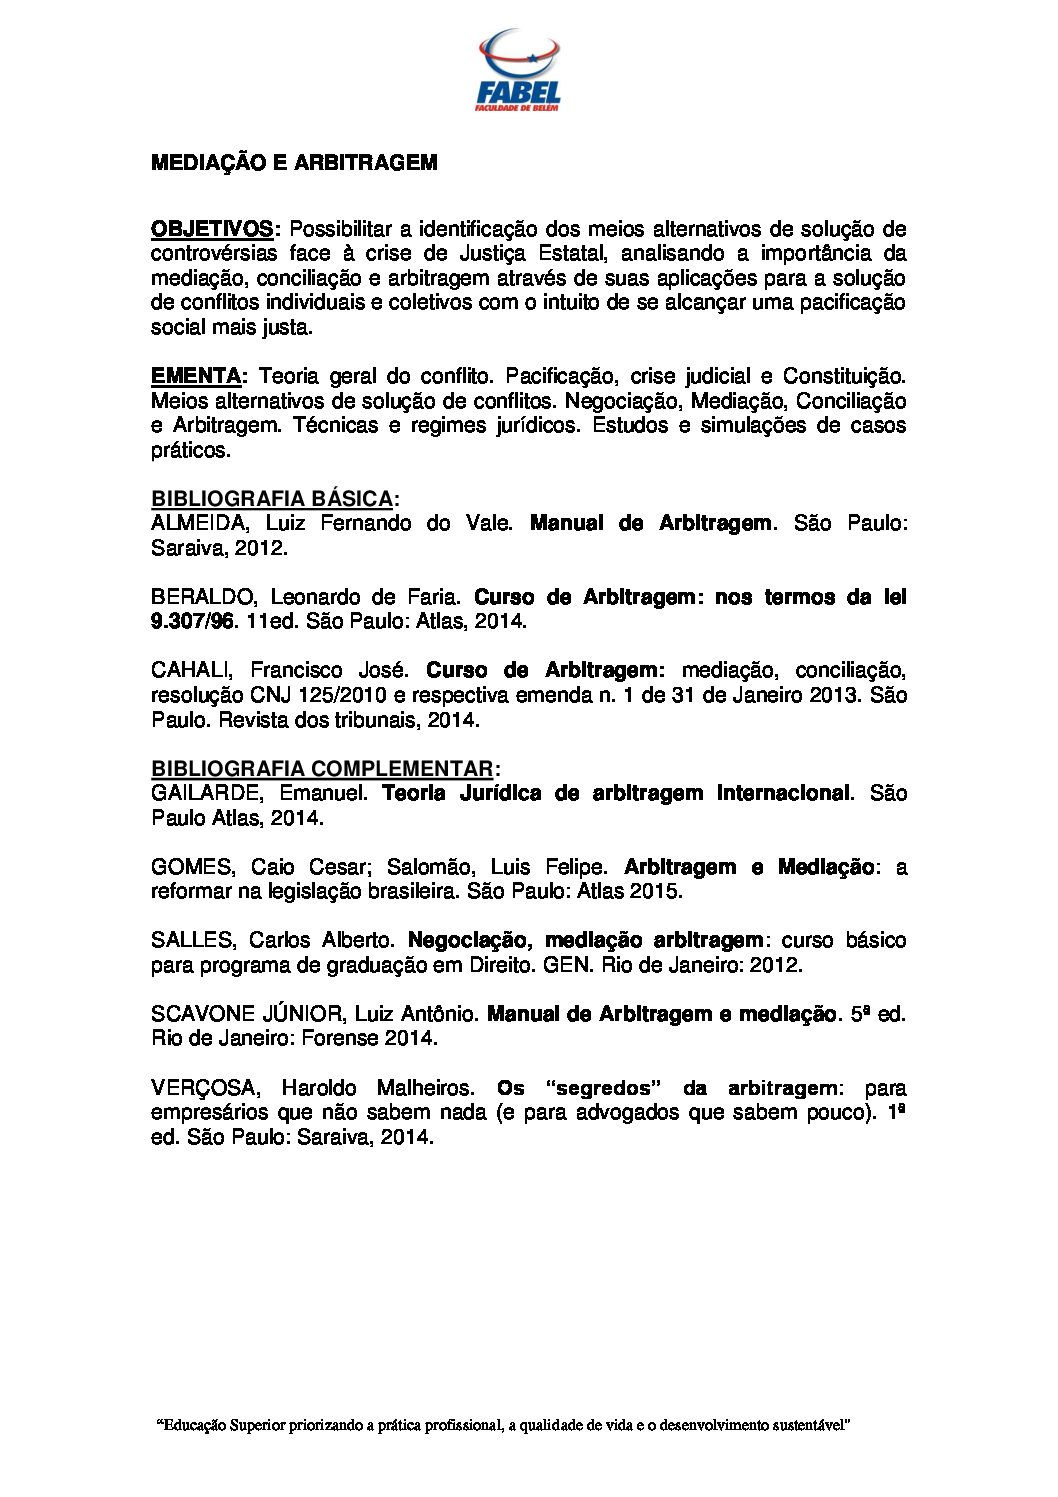 FABEL
FACULDADE DE BELÉM
MEDIAÇÃO E ARBITRAGEM
OBJETIVOS: Possibilitar a identificação dos meios alternativos de solução de
controvérsias face à crise de Justiça Estatal, analisando a importância da
mediação, conciliação e arbitragem através de suas aplicações para a solução
de conflitos individuais e coletivos com o intuito de se alcançar uma pacificação
social mais justa.
EMENTA: Teoria geral do conflito. Pacificação, crise judicial e Constituição.
Meios alternativos de solução de conflitos. Negociação, Mediação, Conciliação
e Arbitragem. Técnicas e regimes jurídicos. Estudos e simulações de casos
práticos.
BIBLIOGRAFIA BÁSICA:
ALMEIDA, Luiz Fernando do Vale. Manual de Arbitragem. São Paulo:
Saraiva, 2012.
BERALDO, Leonardo de Faria. Curso de Arbitragem: nos termos da lei
9.307/96. 11ed. São Paulo: Atlas, 2014.
CAHALI, Francisco José. Curso de Arbitragem: mediação, conciliação,
resolução CNJ 125/2010 e respectiva emenda n. 1 de 31 de Janeiro 2013. São
Paulo. Revista dos tribunais, 2014.
BIBLIOGRAFIA COMPLEMENTAR:
GAILARDE, Emanuel. Teoria Jurídica de arbitragem internacional. São
Paulo Atlas, 2014.
GOMES, Caio Cesar; Salomão, Luis Felipe. Arbitragem e Mediação: a
reformar na legislação brasileira. São Paulo: Atlas 2015.
SALLES, Carlos Alberto. Negociação, mediação arbitragem: curso básico
para programa de graduação em Direito. GEN. Rio de Janeiro: 2012.
SCAVONE JÚNIOR, Luiz Antônio. Manual de Arbitragem e mediação. 5ª ed.
Rio de Janeiro: Forense 2014.
VERÇOSA, Haroldo Malheiros. Os “segredos” da arbitragem: para
empresários que não sabem nada (e para advogados que sabem pouco). 1ª
ed. São Paulo: Saraiva, 2014.
“Educação Superior priorizando a prática profissional, a qualidade de vida e o desenvolvimento sustentável"